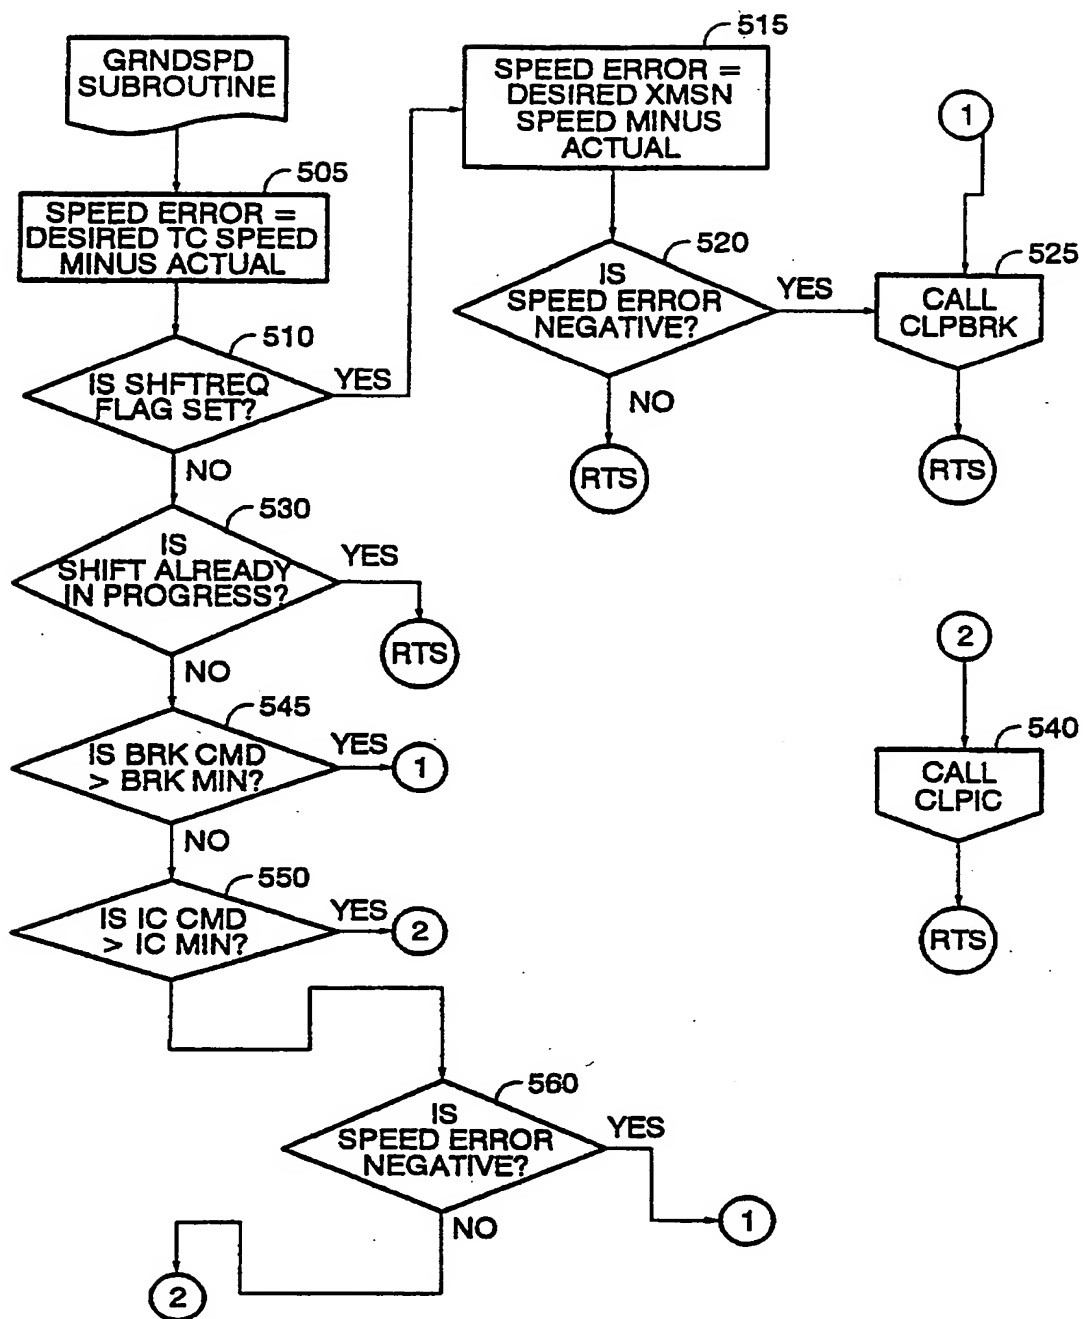 GRNDSPD
SUBROUTINE
505
SPEED ERROR =
DESIRED TC SPEED
MINUS ACTUAL
510
IS SHFTREQ
FLAG SET?
YES
NO
515
SPEED ERROR =
DESIRED XMSN
SPEED MINUS
ACTUAL
520
IS
SPEED ERROR
NEGATIVE?
YES
NO
RTS
1
525
CALL
CLPBRK
RTS
530
IS
SHIFT ALREADY
IN PROGRESS?
YES
RTS
NO
545
IS BRK CMD
> BRK MIN?
YES
1
NO
550
IS IC CMD
> IC MIN?
YES
2
2
540
CALL
CLPIC
RTS
560
IS
SPEED ERROR
NEGATIVE?
YES
1
NO
2